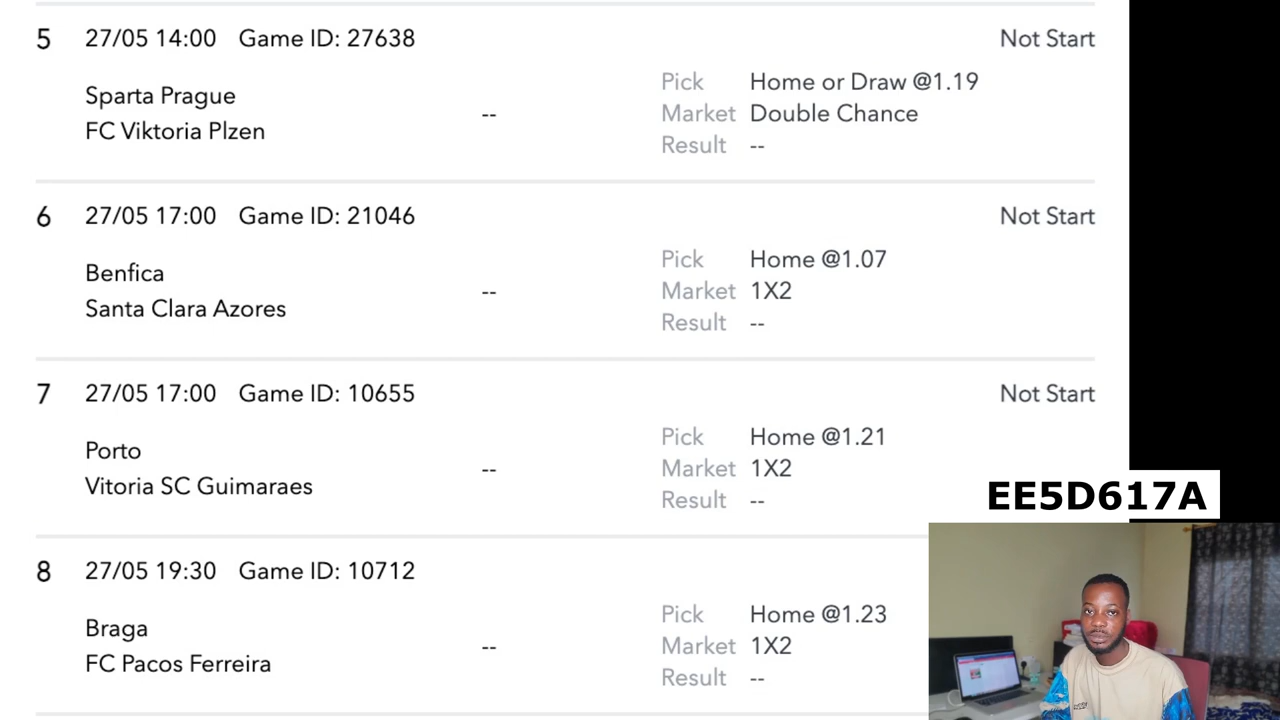 5 27/05 14:00 Game ID: 27638 Not Start
Sparta Prague
FC Viktoria Plzen
--
Pick Home or Draw @1.19
Market Double Chance
Result --
6 27/05 17:00 Game ID: 21046 Not Start
Benfica
Santa Clara Azores
--
Pick Home @1.07
Market 1X2
Result --
7 27/05 17:00 Game ID: 10655 Not Start
Porto
Vitoria SC Guimaraes
--
Pick Home @1.21
Market 1X2
Result --
EE5D617A
8 27/05 19:30 Game ID: 10712
Braga
FC Pacos Ferreira
--
Pick Home @1.23
Market 1X2
Result --